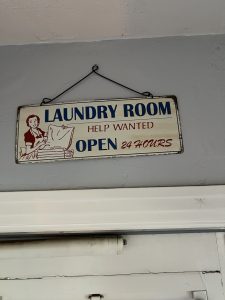 LAUNDRY ROOM
HELP WANTED
OPEN 24 HOURS